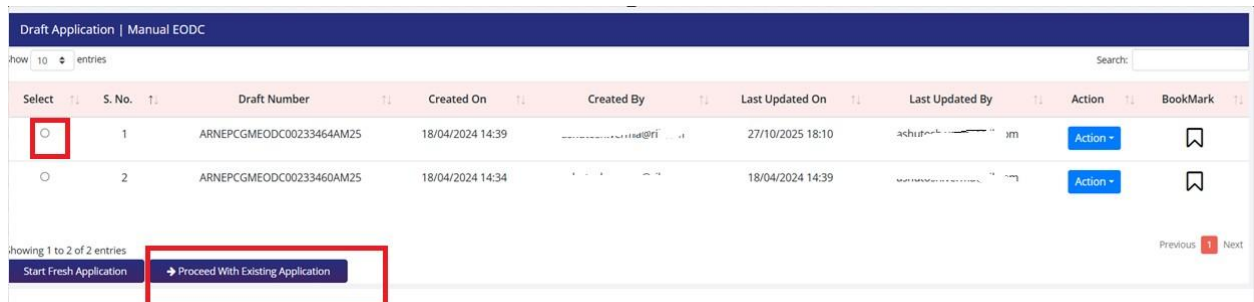 Draft Application | Manual EODC
how 10 entries Search:
Select S. No. Draft Number Created On Created By Last Updated On Last Updated By Action BookMark
1 ARNEPCGMEODC00233464AM25 18/04/2024 14:39 27/10/2025 18:10 Action
2 ARNEPCGMEODC00233460AM25 18/04/2024 14:34 18/04/2024 14:39 Action
howing 1 to 2 of 2 entries Previous 1 Next
Start Fresh Application Proceed With Existing Application